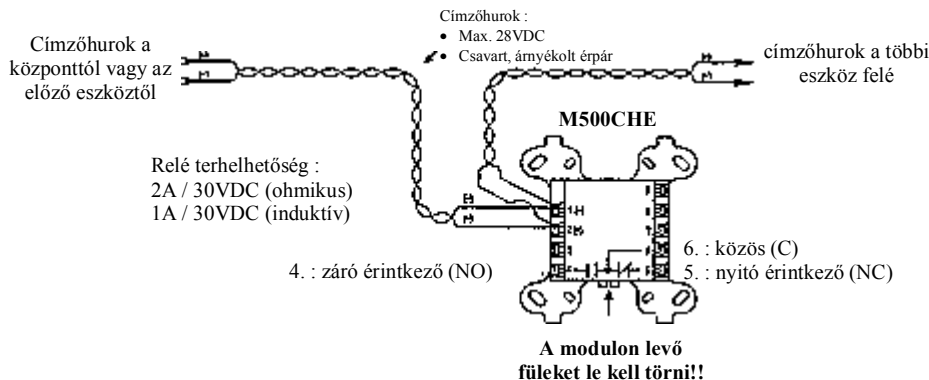 Címzőhurok a
központtól vagy az
előző eszköztől
Címzőhurok :
• Max. 28VDC
• Csavart, árnyékolt érpár
címzőhurok a többi
eszköz felé
M500CHE
Relé terhelhetőség :
2A / 30VDC (ohmikus)
1A / 30VDC (induktív)
4. : záró érintkező (NO)
6. : közös (C)
5. : nyitó érintkező (NC)
A modulon levő
füleket le kell törni!!